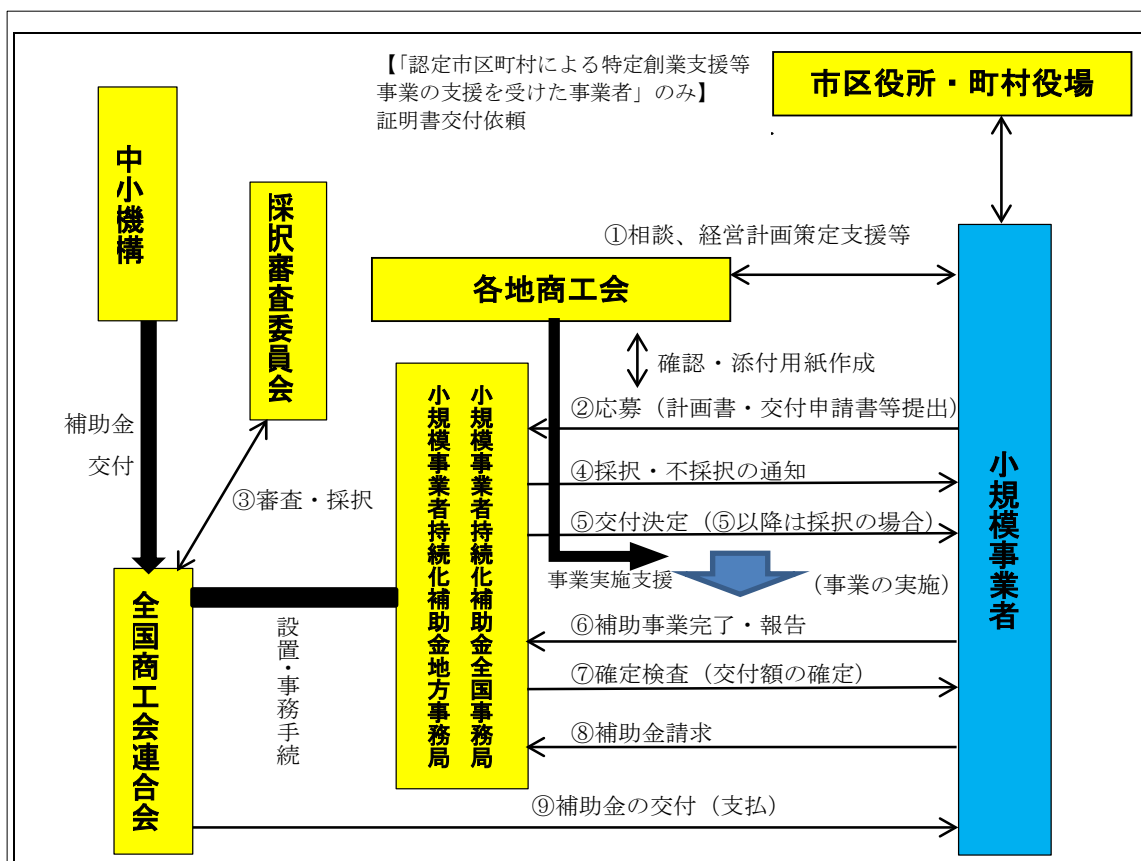 【「認定市区町村による特定創業支援等
事業の支援を受けた事業者」のみ】
証明書交付依頼
市区役所・町村役場
中小機構
採択審査委員会
①相談、経営計画策定支援等
各地商工会
確認・添付用紙作成
小規模事業者持続化補助金全国事務局
小規模事業者持続化補助金地方事務局
②応募（計画書・交付申請書等提出）
補助金
交付
③審査・採択
④採択・不採択の通知
⑤交付決定（⑤以降は採択の場合）
小規模事業者
事業実施支援
（事業の実施）
全国商工会連合会
設置・事務手続
⑥補助事業完了・報告
⑦確定検査（交付額の確定）
⑧補助金請求
⑨補助金の交付（支払）